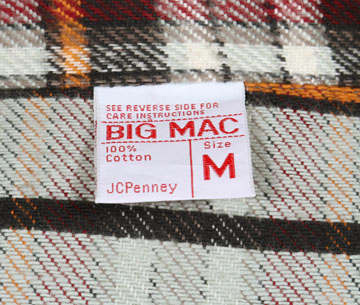 SEE REVERSE SIDE FOR
CARE INSTRUCTIONS
BIG MAC
100%
Cotton
Size
M
JCPenney